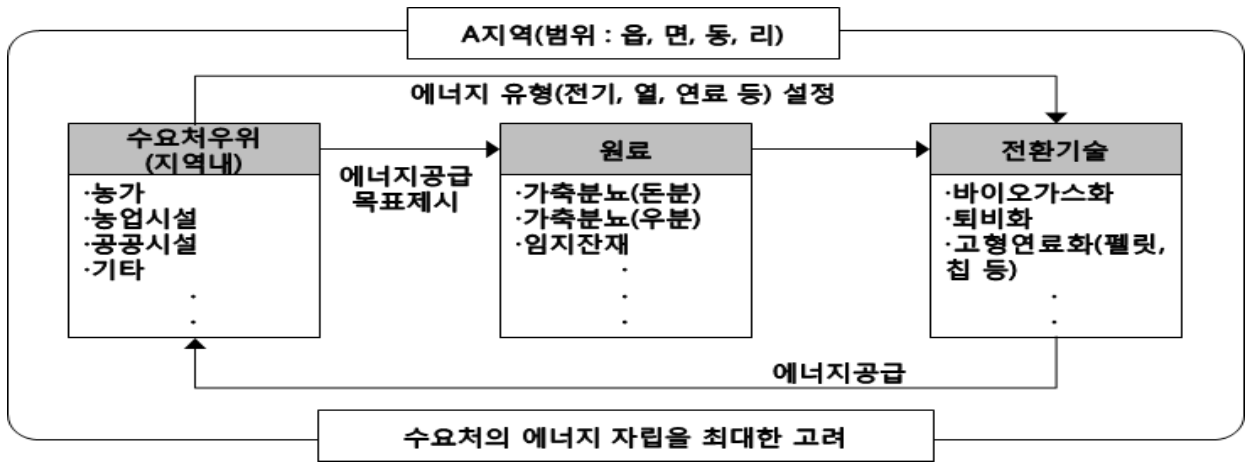 A지역(범위 : 읍, 면, 동, 리)
에너지 유형(전기, 열, 연료 등) 설정
수요처우위
(지역내)
·농가
·농업시설
·공공시설
·기타
.
.
에너지공급
목표제시
원료
·가축분뇨(돈분)
·가축분뇨(우분)
·임지잔재
.
.
.
전환기술
·바이오가스화
·퇴비화
·고형연료화(펠릿,
칩 등)
.
.
에너지공급
수요처의 에너지 자립을 최대한 고려